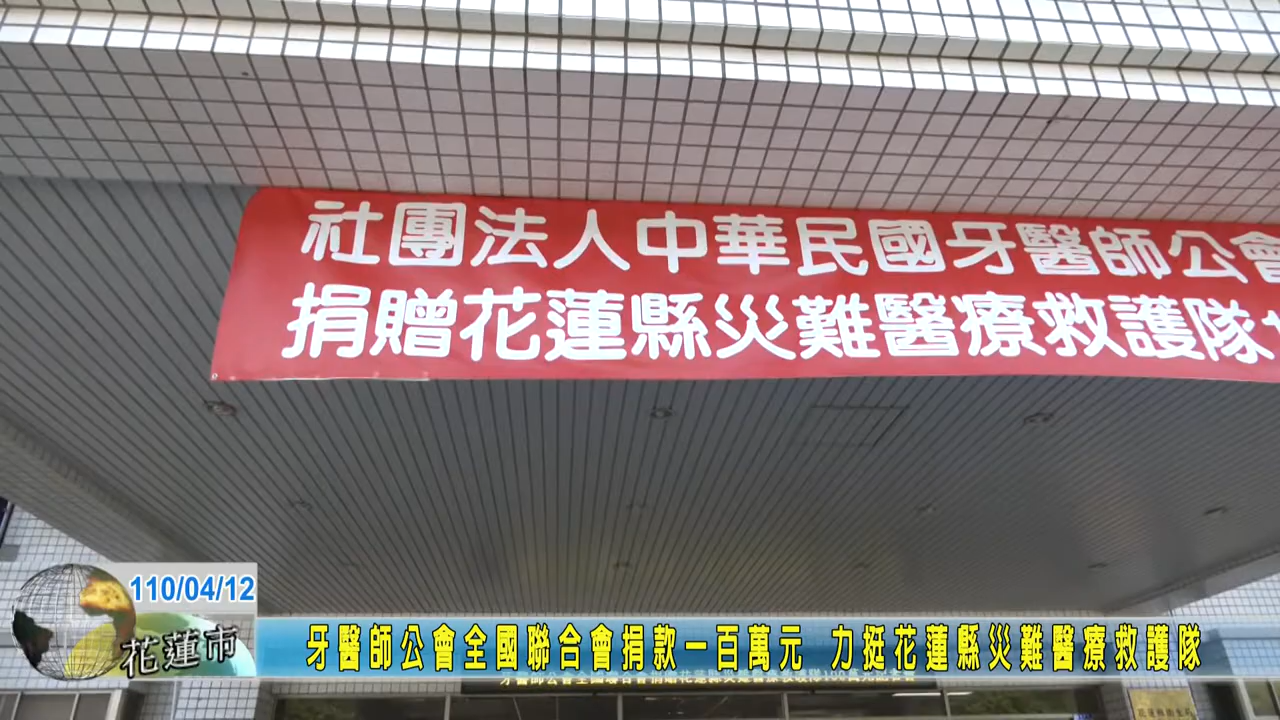 社團法人中華民國牙醫師公會
捐贈花蓮縣災難醫療救護隊
110/04/12
花蓮市
牙醫師公會全國聯合會捐款一百萬元 力挺花蓮縣災難醫療救護隊